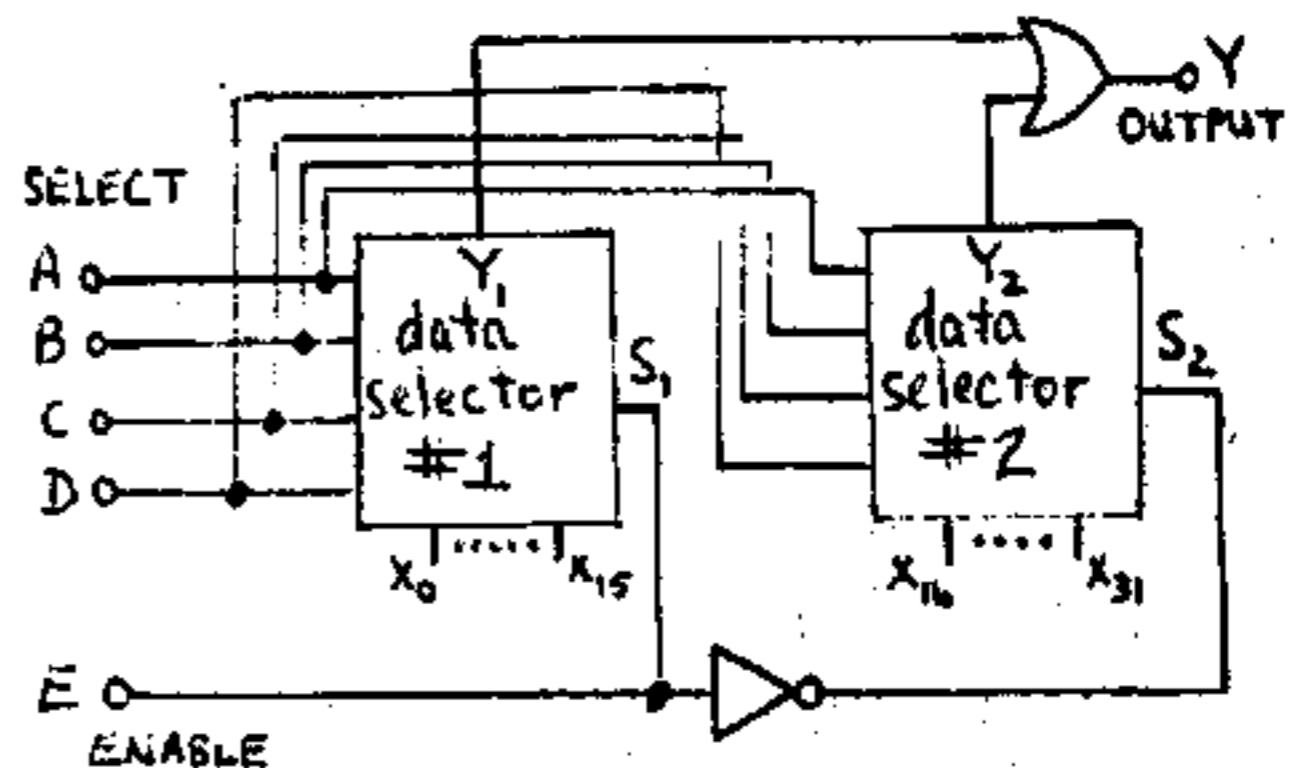 Y
OUTPUT
SELECT
A
B
C
D
Y₁
data
selector
#1
S₁
X₀ ..... X₁₅
Y₂
data
selector
#2
S₂
X₁₆ .... X₃₁
E̅
ENABLE